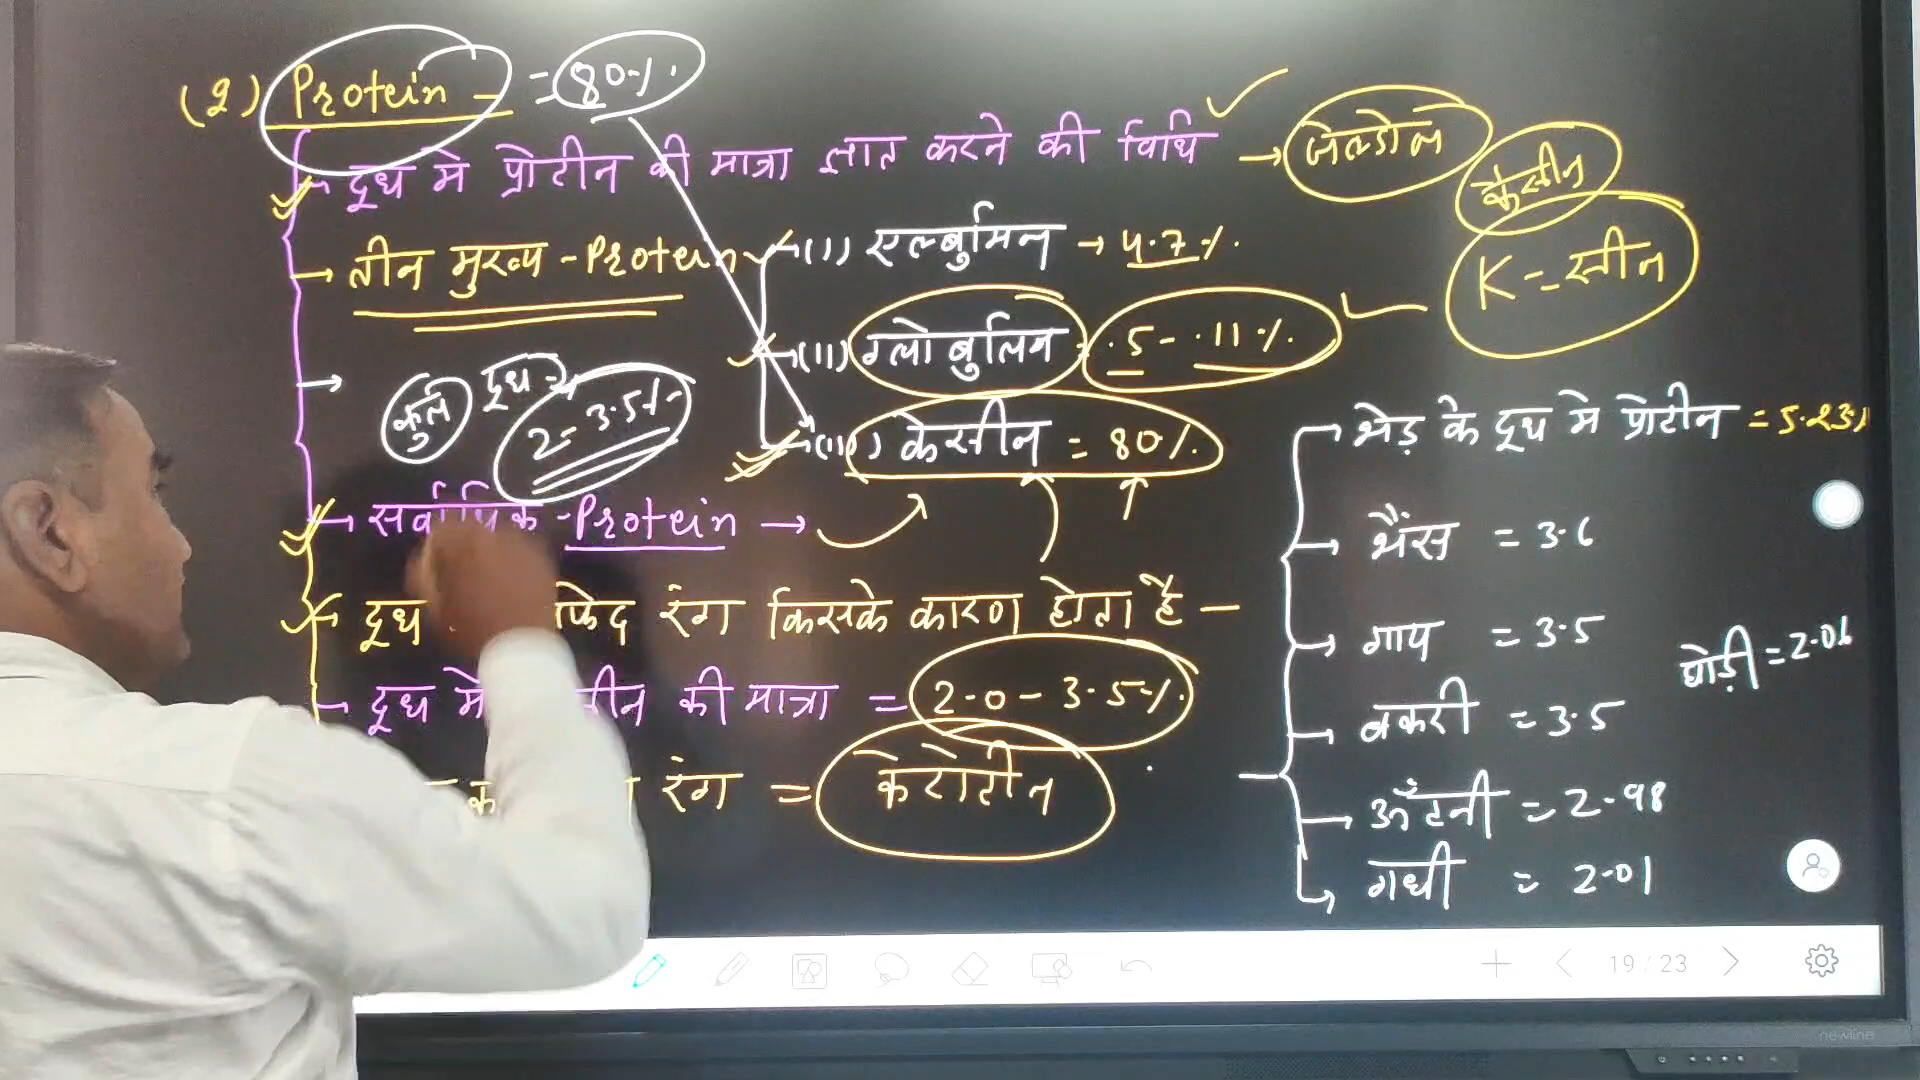 (2) Protein = 80%.
→ दूध मे प्रोटीन की मात्रा ज्ञात करने की विधि → जेल्डोल
केसीन
K - स्तीन
→ तीन मुख्य - Protein
(I) एल्बुमिन → 4.7%.
(II) ग्लोबुलिन = .5 - .11%.
(III) केसीन = 80%.
→ कुल दूध →
2 = 3.5%
→ सर्वाधिक - Protein →
दूध फेद रंग किसके कारण होता है —
दूध मे की मात्रा = 2.0 - 3.5%.
रंग = केरोटीन
→ भेड़ के दूध मे प्रोटीन = 5.23%
→ भैंस = 3.6
→ गाय = 3.5
घोड़ी = 2.06
→ बकरी = 3.5
→ ऊँटनी = 2.98
→ गधी = 2.01
19 / 23
newline